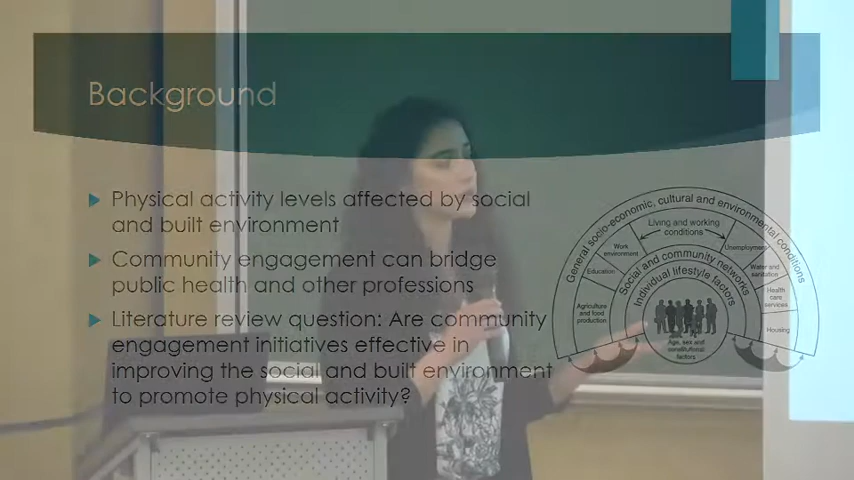 Background
Physical activity levels affected by social
and built environment
Community engagement can bridge
public health and other professions
Literature review question: Are community
engagement initiatives effective in
improving the social and built environment
to promote physical activity?
General socio-economic, cultural and environmental conditions
Living and working
conditions
Work
environment
Unemployment
Education
Water and
sanitation
Social and community networks
Individual lifestyle factors
Health
care
services
Agriculture
and food
production
Housing
Age, sex and
constitutional
factors